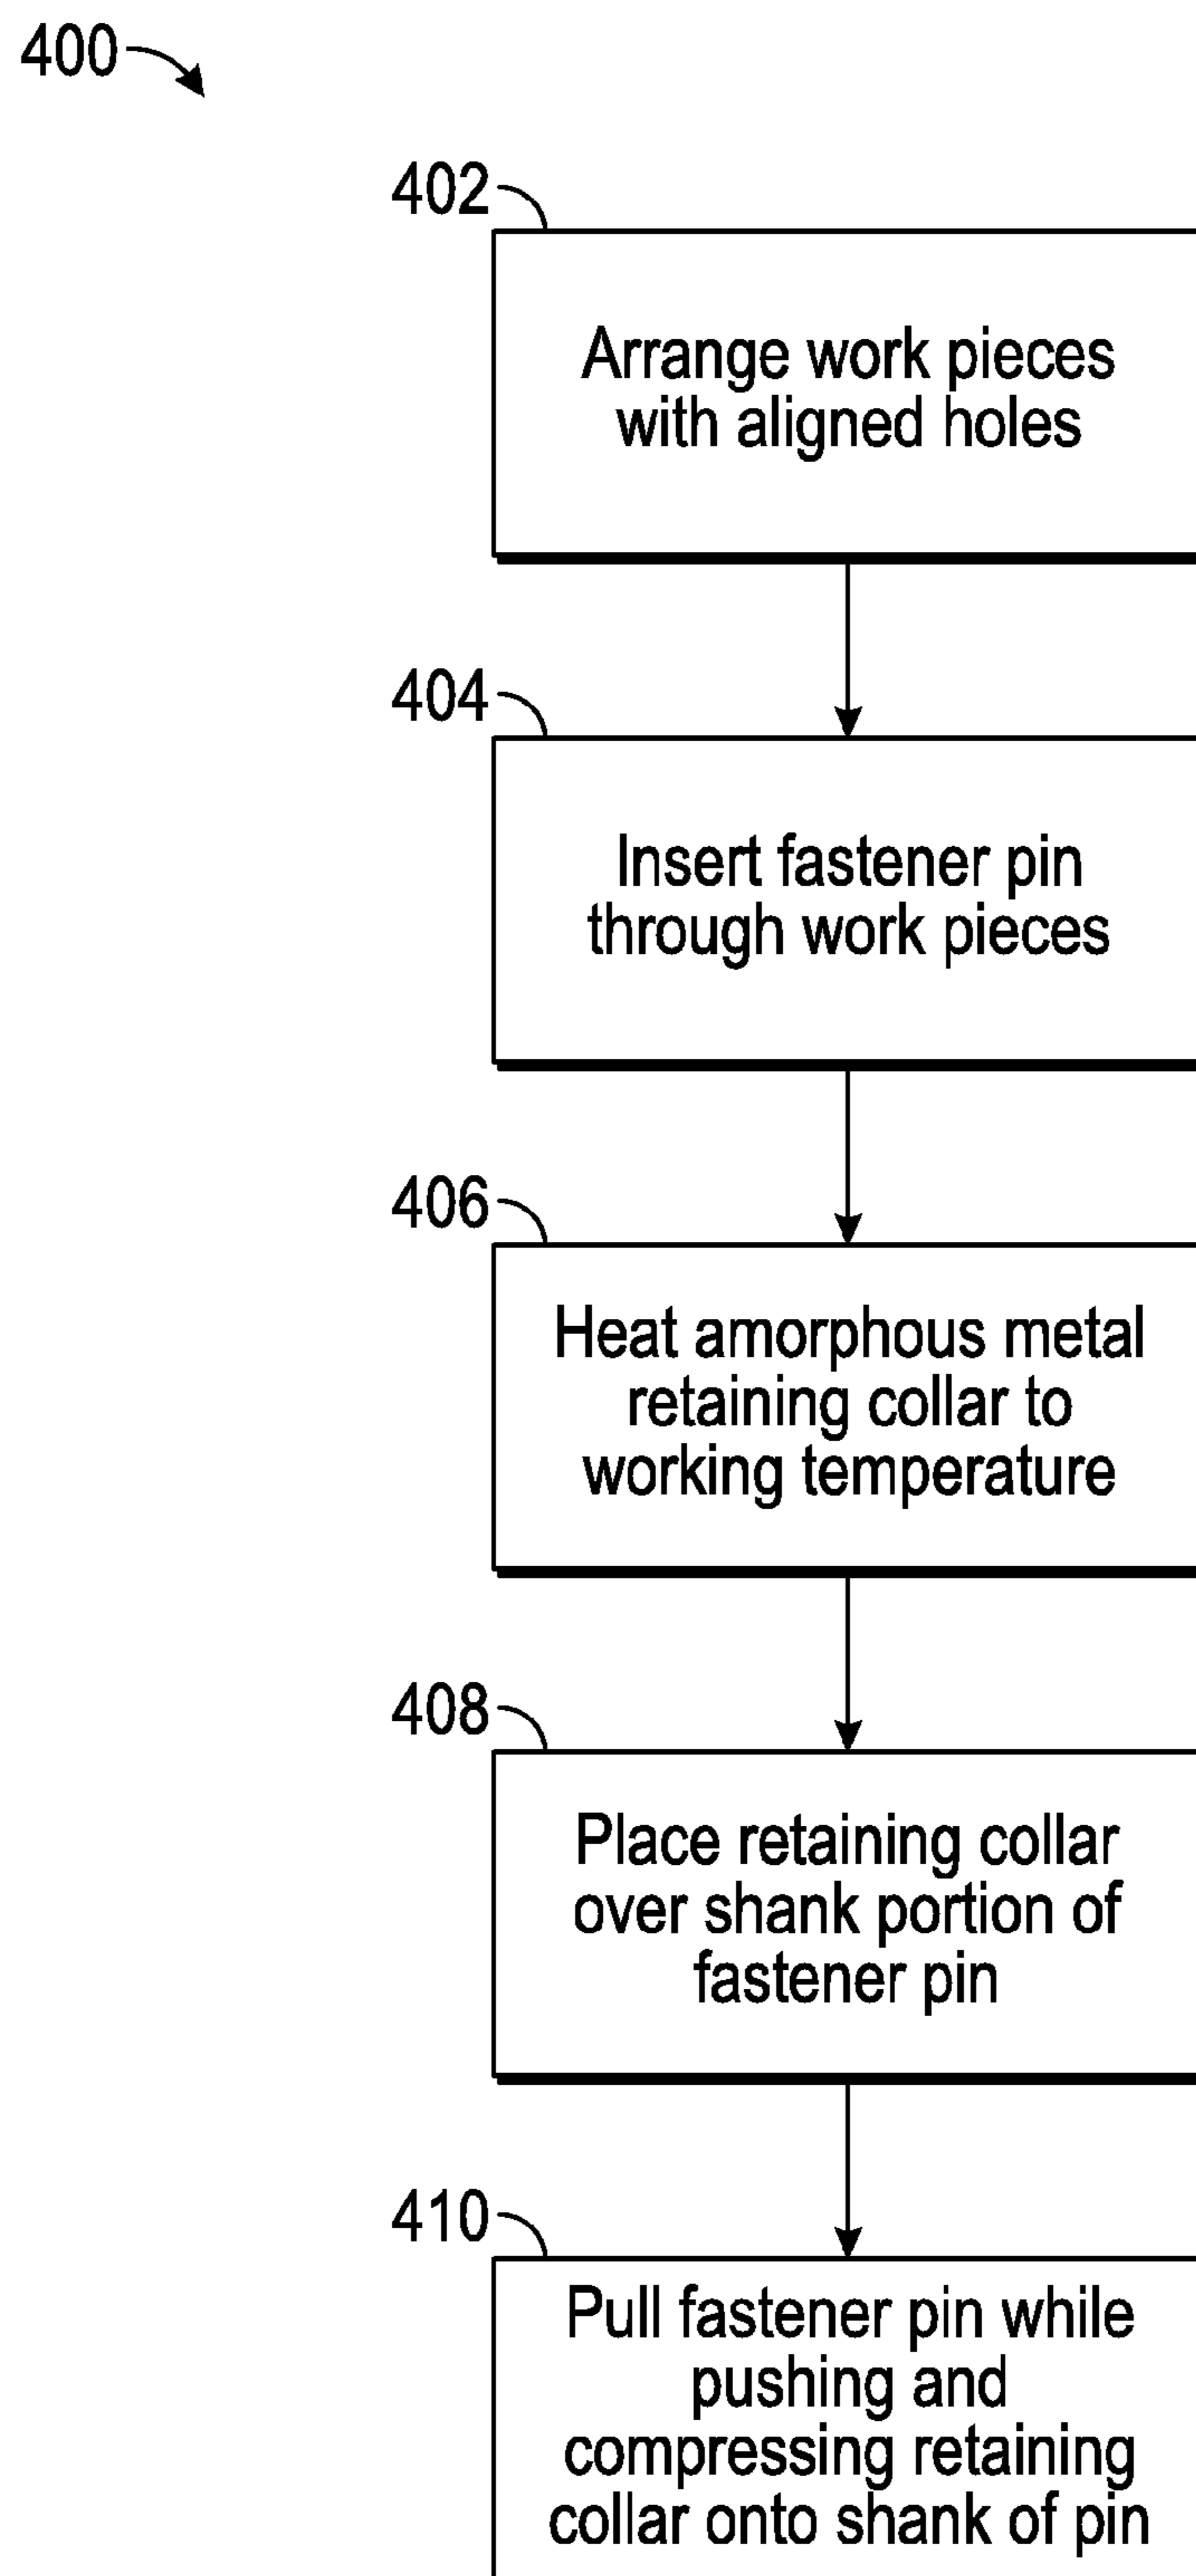 400
402
Arrange work pieces
with aligned holes
404
Insert fastener pin
through work pieces
406
Heat amorphous metal
retaining collar to
working temperature
408
Place retaining collar
over shank portion of
fastener pin
410
Pull fastener pin while
pushing and
compressing retaining
collar onto shank of pin